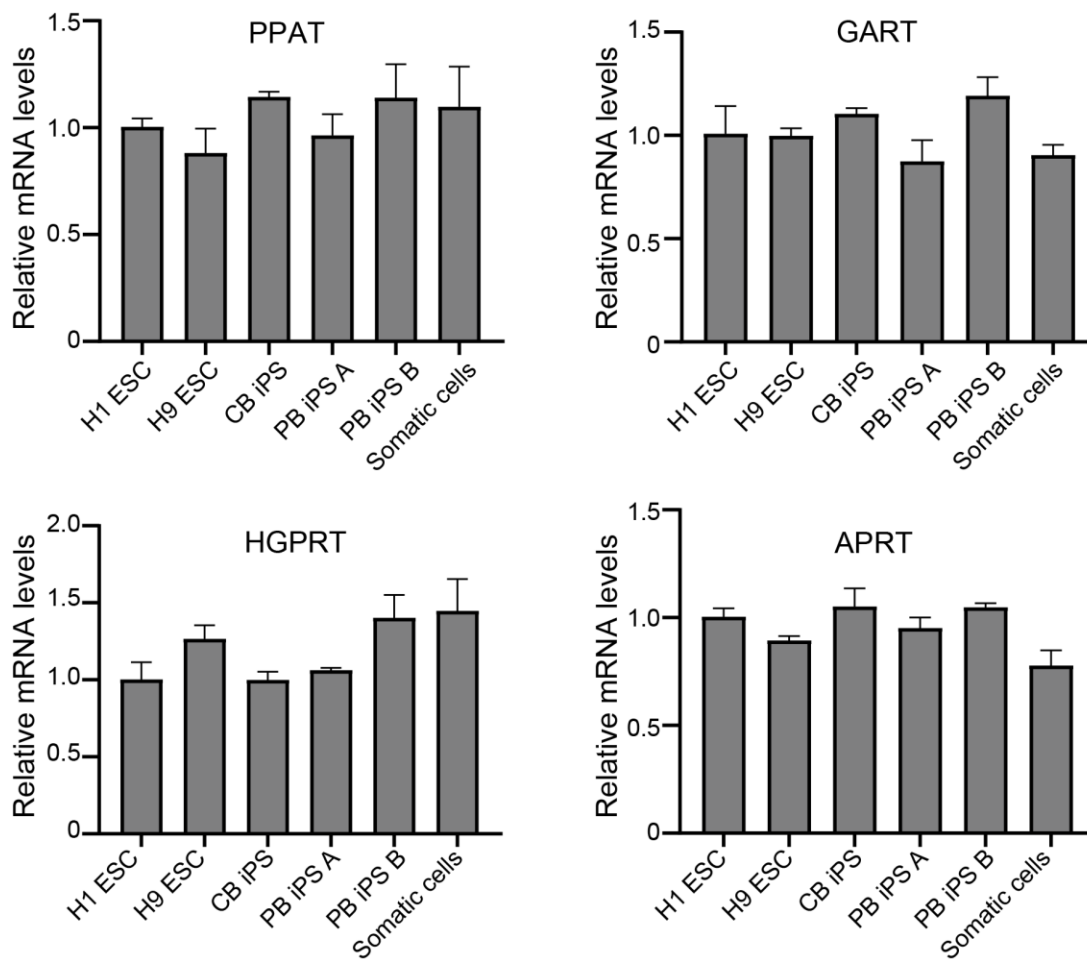 PPAT
Relative mRNA levels
1.5
1.0
0.5
0
H1 ESC
H9 ESC
CB iPS
PB iPS A
PB iPS B
Somatic cells
GART
Relative mRNA levels
1.5
1.0
0.5
0
H1 ESC
H9 ESC
CB iPS
PB iPS A
PB iPS B
Somatic cells
HGPRT
Relative mRNA levels
2.0
1.5
1.0
0.5
0
H1 ESC
H9 ESC
CB iPS
PB iPS A
PB iPS B
Somatic cells
APRT
Relative mRNA levels
1.5
1.0
0.5
0
H1 ESC
H9 ESC
CB iPS
PB iPS A
PB iPS B
Somatic cells